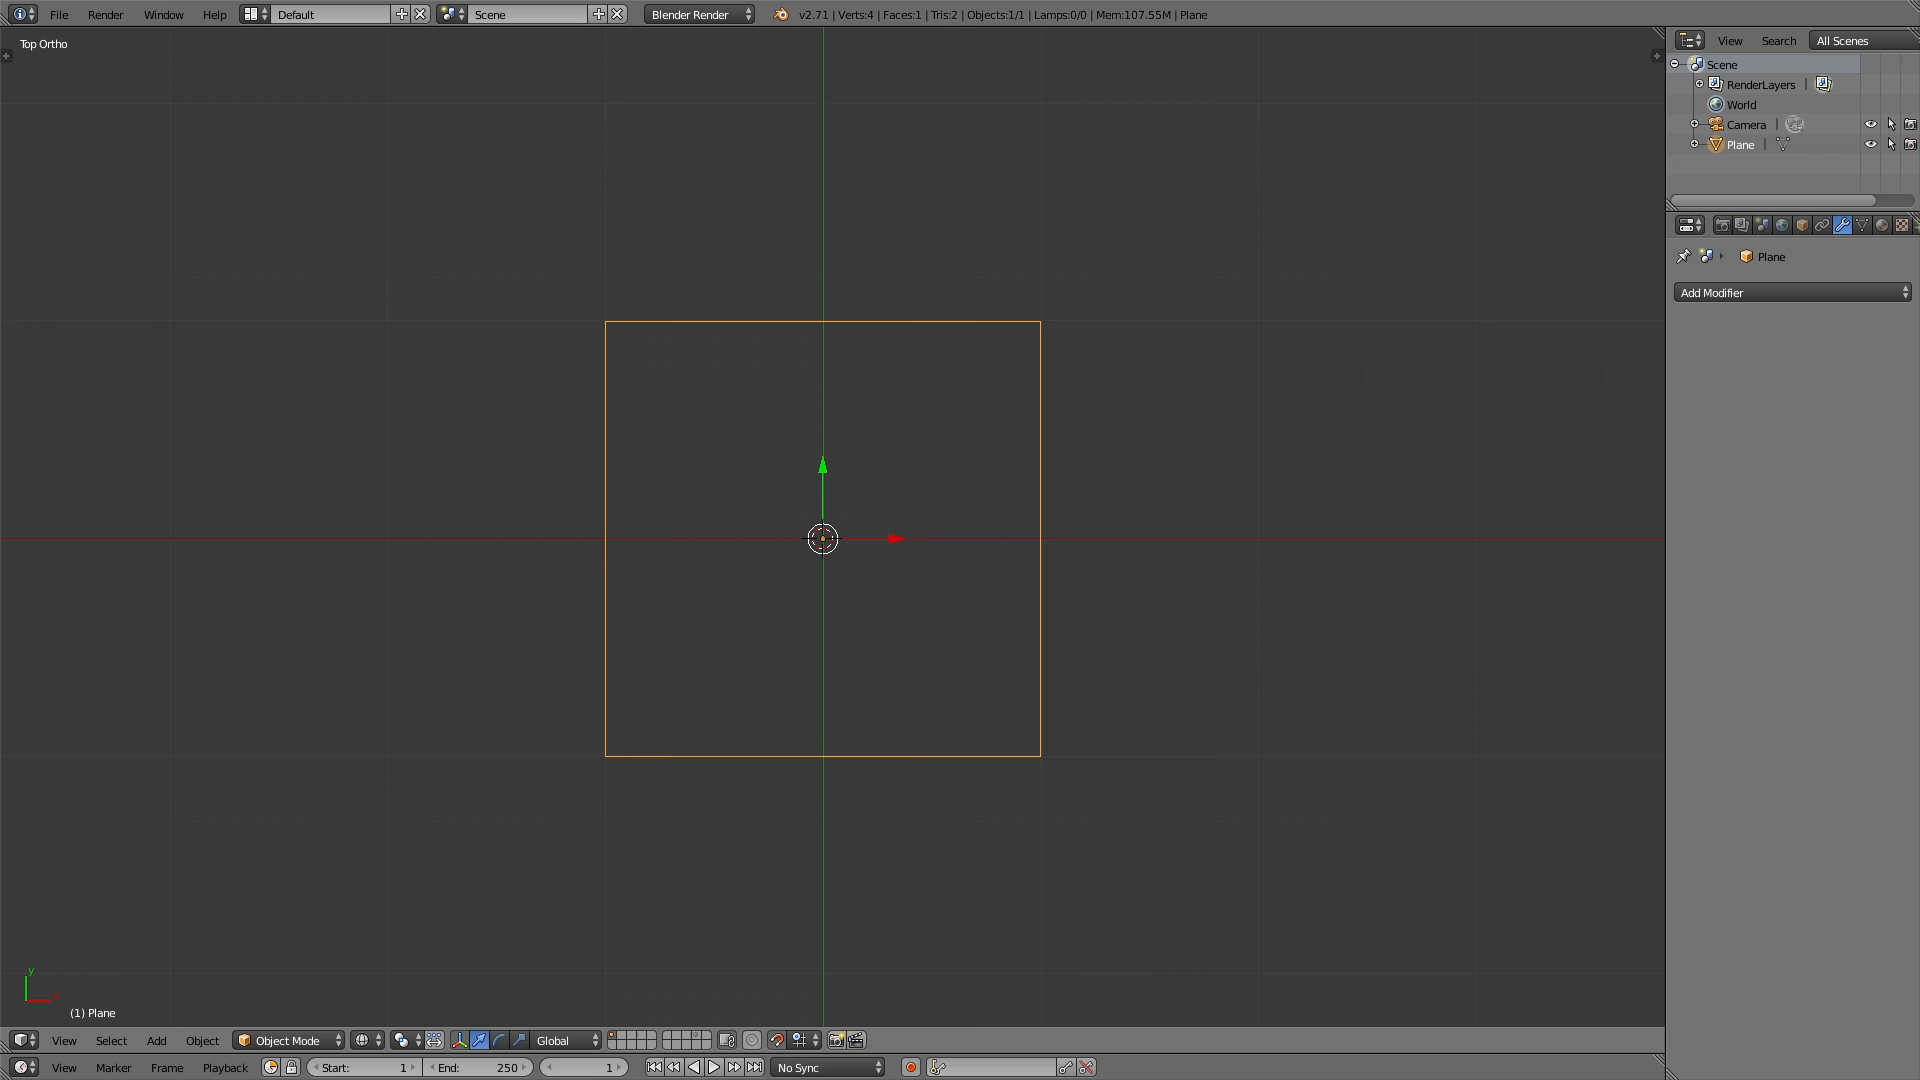 File Render Window Help Default Scene Blender Render v2.71 | Verts:4 | Faces:1 | Tris:2 | Objects:1/1 | Lamps:0/0 | Mem:107.55M | Plane
Top Ortho
View Search All Scenes
Scene
RenderLayers |
World
Camera |
Plane |
Plane
Add Modifier
y
x
(1) Plane
View Select Add Object Object Mode Global
View Marker Frame Playback Start: 1 End: 250 1 No Sync